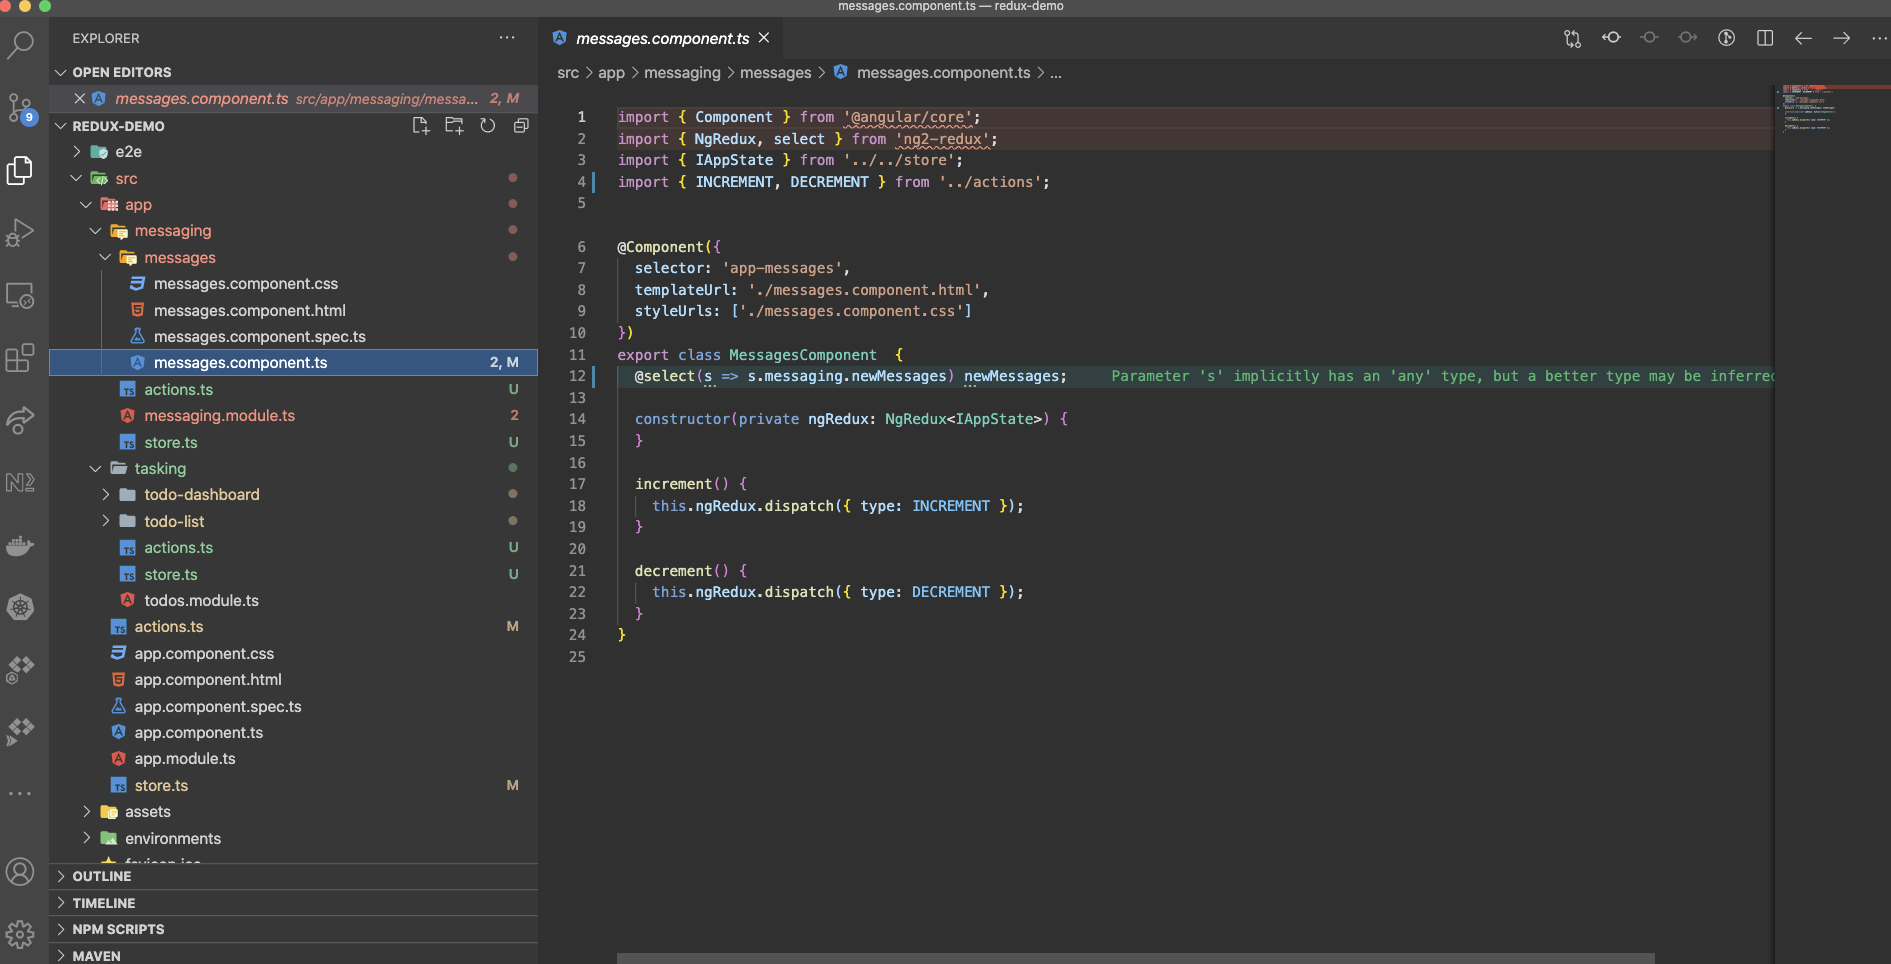 messages.component.ts — redux-demo
EXPLORER
OPEN EDITORS
messages.component.ts src/app/messaging/messa... 2, M
REDUX-DEMO
e2e
src
app
messaging
messages
messages.component.css
messages.component.html
messages.component.spec.ts
messages.component.ts 2, M
actions.ts U
messaging.module.ts 2
store.ts U
tasking
todo-dashboard
todo-list
actions.ts U
store.ts U
todos.module.ts
actions.ts M
app.component.css
app.component.html
app.component.spec.ts
app.component.ts
app.module.ts
store.ts M
assets
environments
OUTLINE
TIMELINE
NPM SCRIPTS
MAVEN
9
messages.component.ts
src > app > messaging > messages > messages.component.ts > ...
1 import { Component } from '@angular/core';
2 import { NgRedux, select } from 'ng2-redux';
3 import { IAppState } from '../../store';
4 import { INCREMENT, DECREMENT } from '../actions';
5
6 @Component({
7 selector: 'app-messages',
8 templateUrl: './messages.component.html',
9 styleUrls: ['./messages.component.css']
10 })
11 export class MessagesComponent {
12 @select(s => s.messaging.newMessages) newMessages; Parameter 's' implicitly has an 'any' type, but a better type may be inferred
13
14 constructor(private ngRedux: NgRedux<IAppState>) {
15 }
16
17 increment() {
18 this.ngRedux.dispatch({ type: INCREMENT });
19 }
20
21 decrement() {
22 this.ngRedux.dispatch({ type: DECREMENT });
23 }
24 }
25